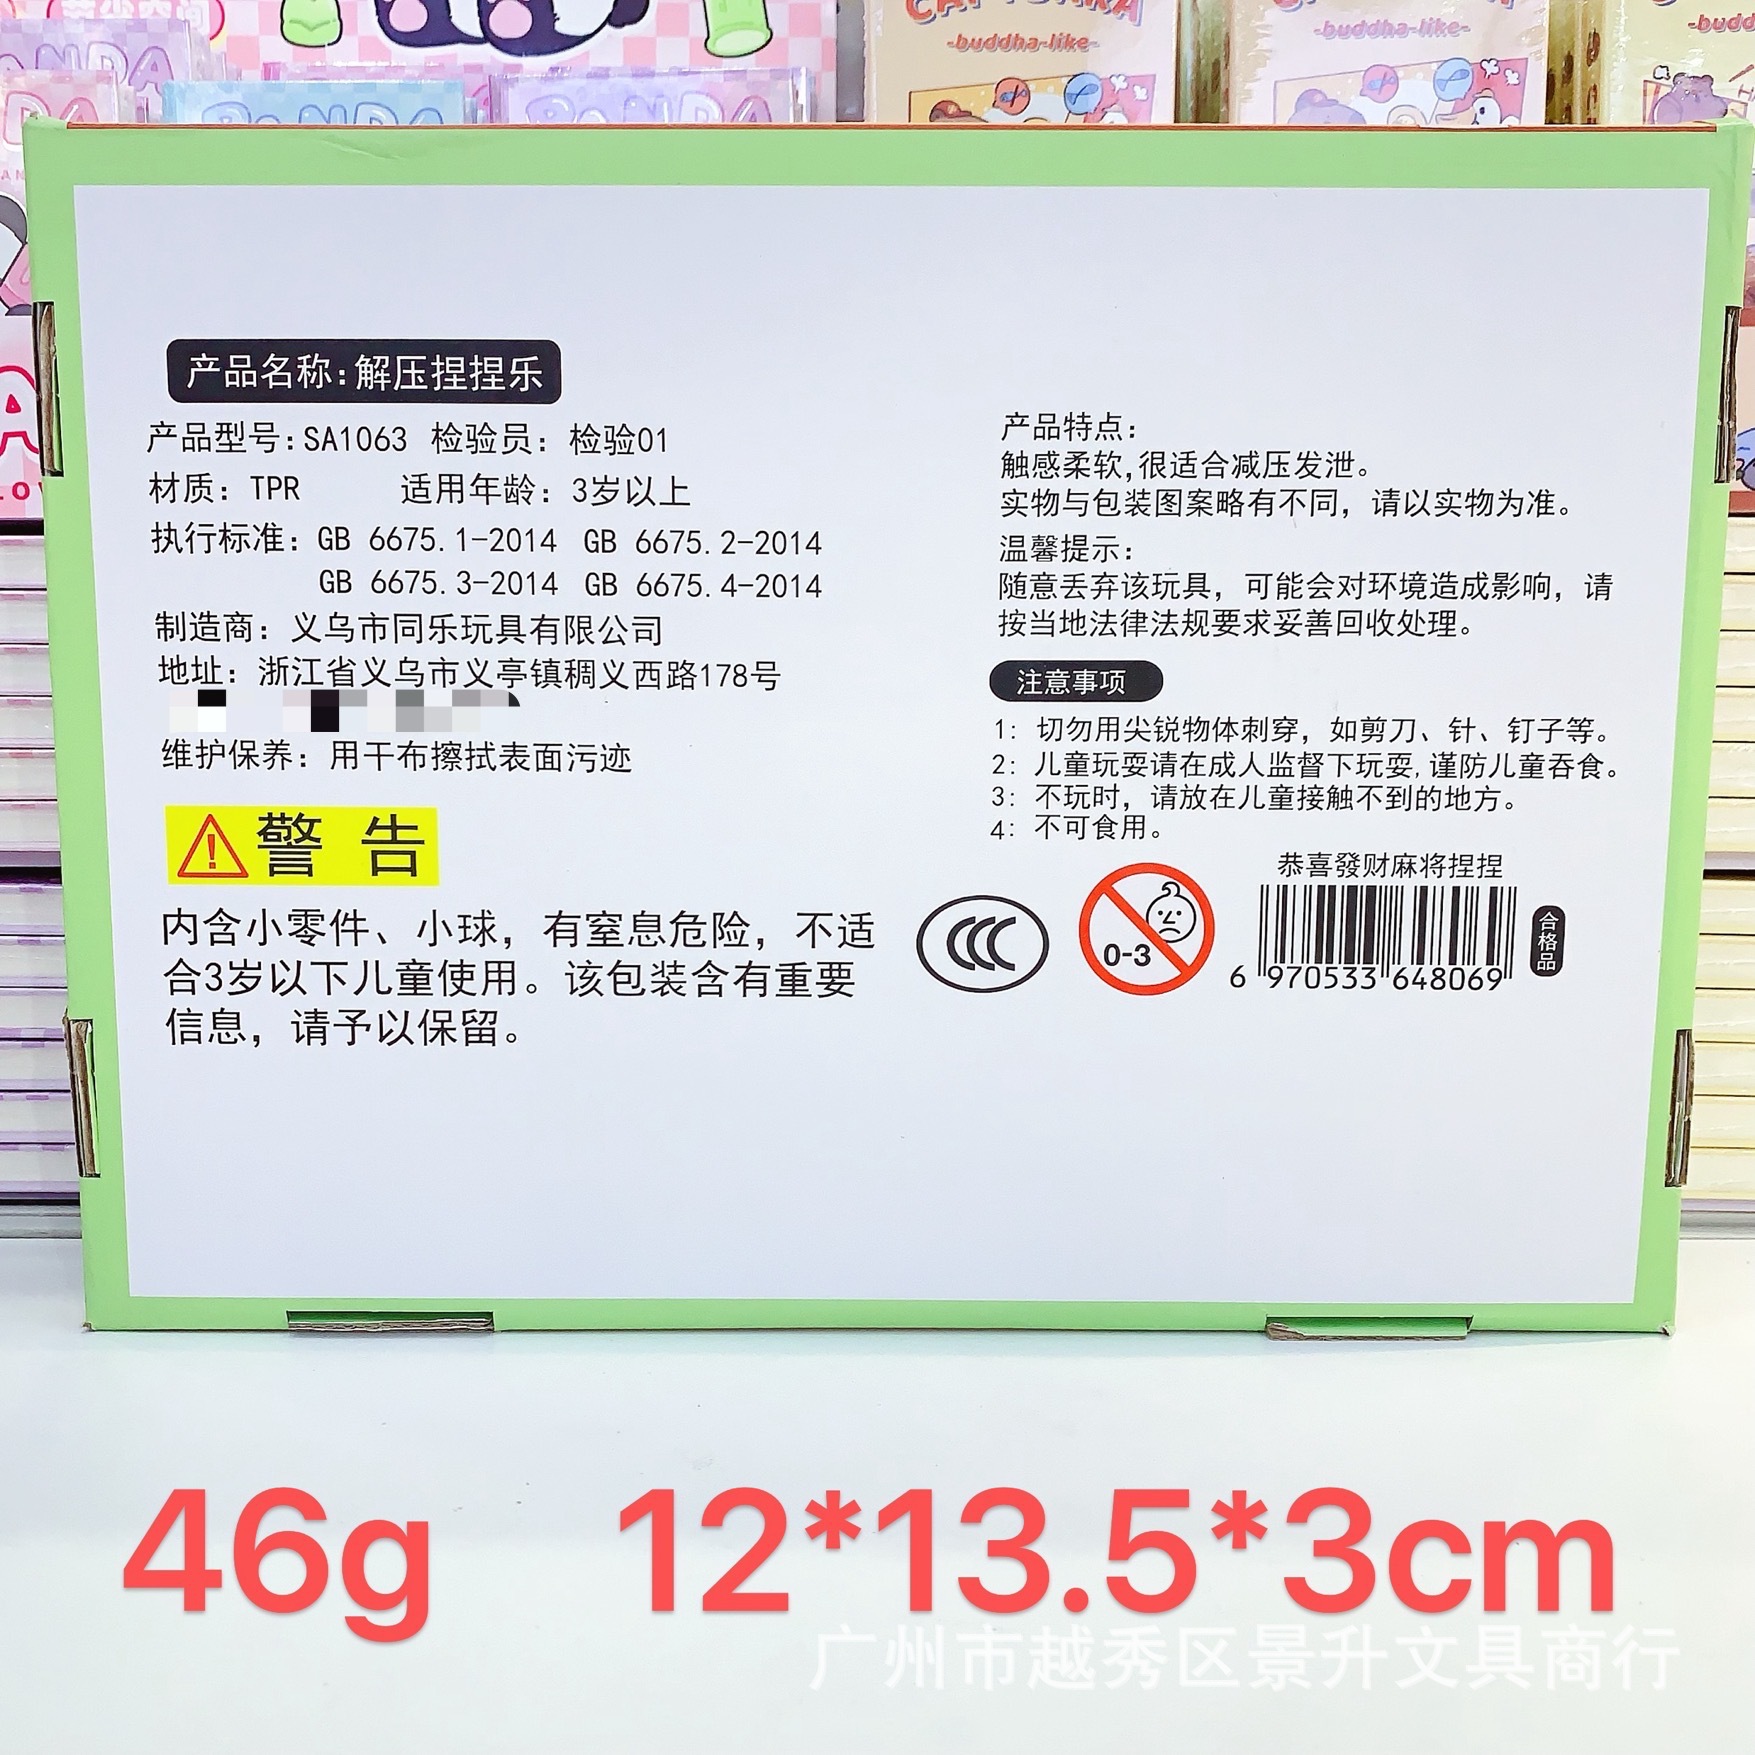 -buddha-like-
-buddha-like-
PANDA
PANDA
产品名称:解压捏捏乐
产品型号:SA1063 检验员: 检验01
材质: TPR 适用年龄: 3岁以上
执行标准: GB 6675.1-2014 GB 6675.2-2014
GB 6675.3-2014 GB 6675.4-2014
制造商: 义乌市同乐玩具有限公司
地址: 浙江省义乌市义亭镇稠义西路178号
维护保养: 用干布擦拭表面污迹
警 告
内含小零件、小球, 有窒息危险, 不适
合3岁以下儿童使用。该包装含有重要
信息, 请予以保留。
产品特点:
触感柔软,很适合减压发泄。
实物与包装图案略有不同, 请以实物为准。
温馨提示:
随意丢弃该玩具, 可能会对环境造成影响, 请
按当地法律法规要求妥善回收处理。
注意事项
1: 切勿用尖锐物体刺穿, 如剪刀、针、钉子等。
2: 儿童玩耍请在成人监督下玩耍,谨防儿童吞食。
3: 不玩时, 请放在儿童接触不到的地方。
4: 不可食用。
恭喜發财麻将捏捏
CCC
0-3
6 970533 648069
合格品
46g 12*13.5*3cm
广州市越秀区景升文具商行